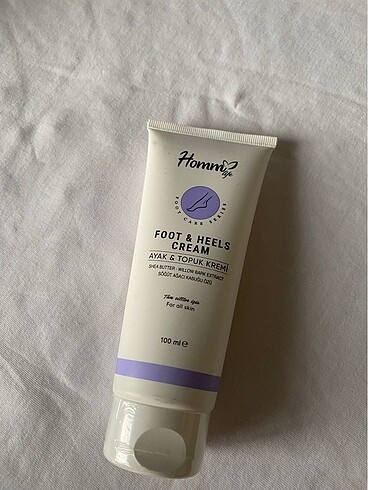 Homm
life
FOOT CARE SERIES
FOOT & HEELS
CREAM
AYAK & TOPUK KREMİ
SHEA BUTTER · WILLOW BARK EXTRACT
SÖĞÜT AĞACI KABUĞU ÖZÜ
Tüm ciltler için
For all skin
100 ml ℮